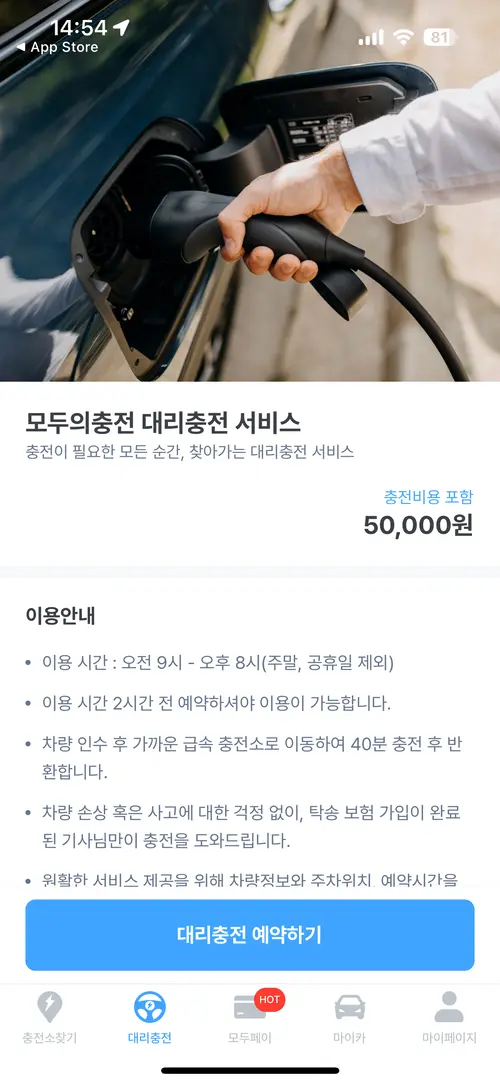 14:54
81
◀ App Store
모두의충전 대리충전 서비스
충전이 필요한 모든 순간, 찾아가는 대리충전 서비스
충전비용 포함
50,000원
이용안내
• 이용 시간 : 오전 9시 - 오후 8시(주말, 공휴일 제외)
• 이용 시간 2시간 전 예약하셔야 이용이 가능합니다.
• 차량 인수 후 가까운 급속 충전소로 이동하여 40분 충전 후 반
환합니다.
• 차량 손상 혹은 사고에 대한 걱정 없이, 탁송 보험 가입이 완료
된 기사님만이 충전을 도와드립니다.
• 원활한 서비스 제공을 위해 차량정보와 주차위치, 예약시간을
대리충전 예약하기
HOT
충전소찾기
대리충전
모두페이
마이카
마이페이지